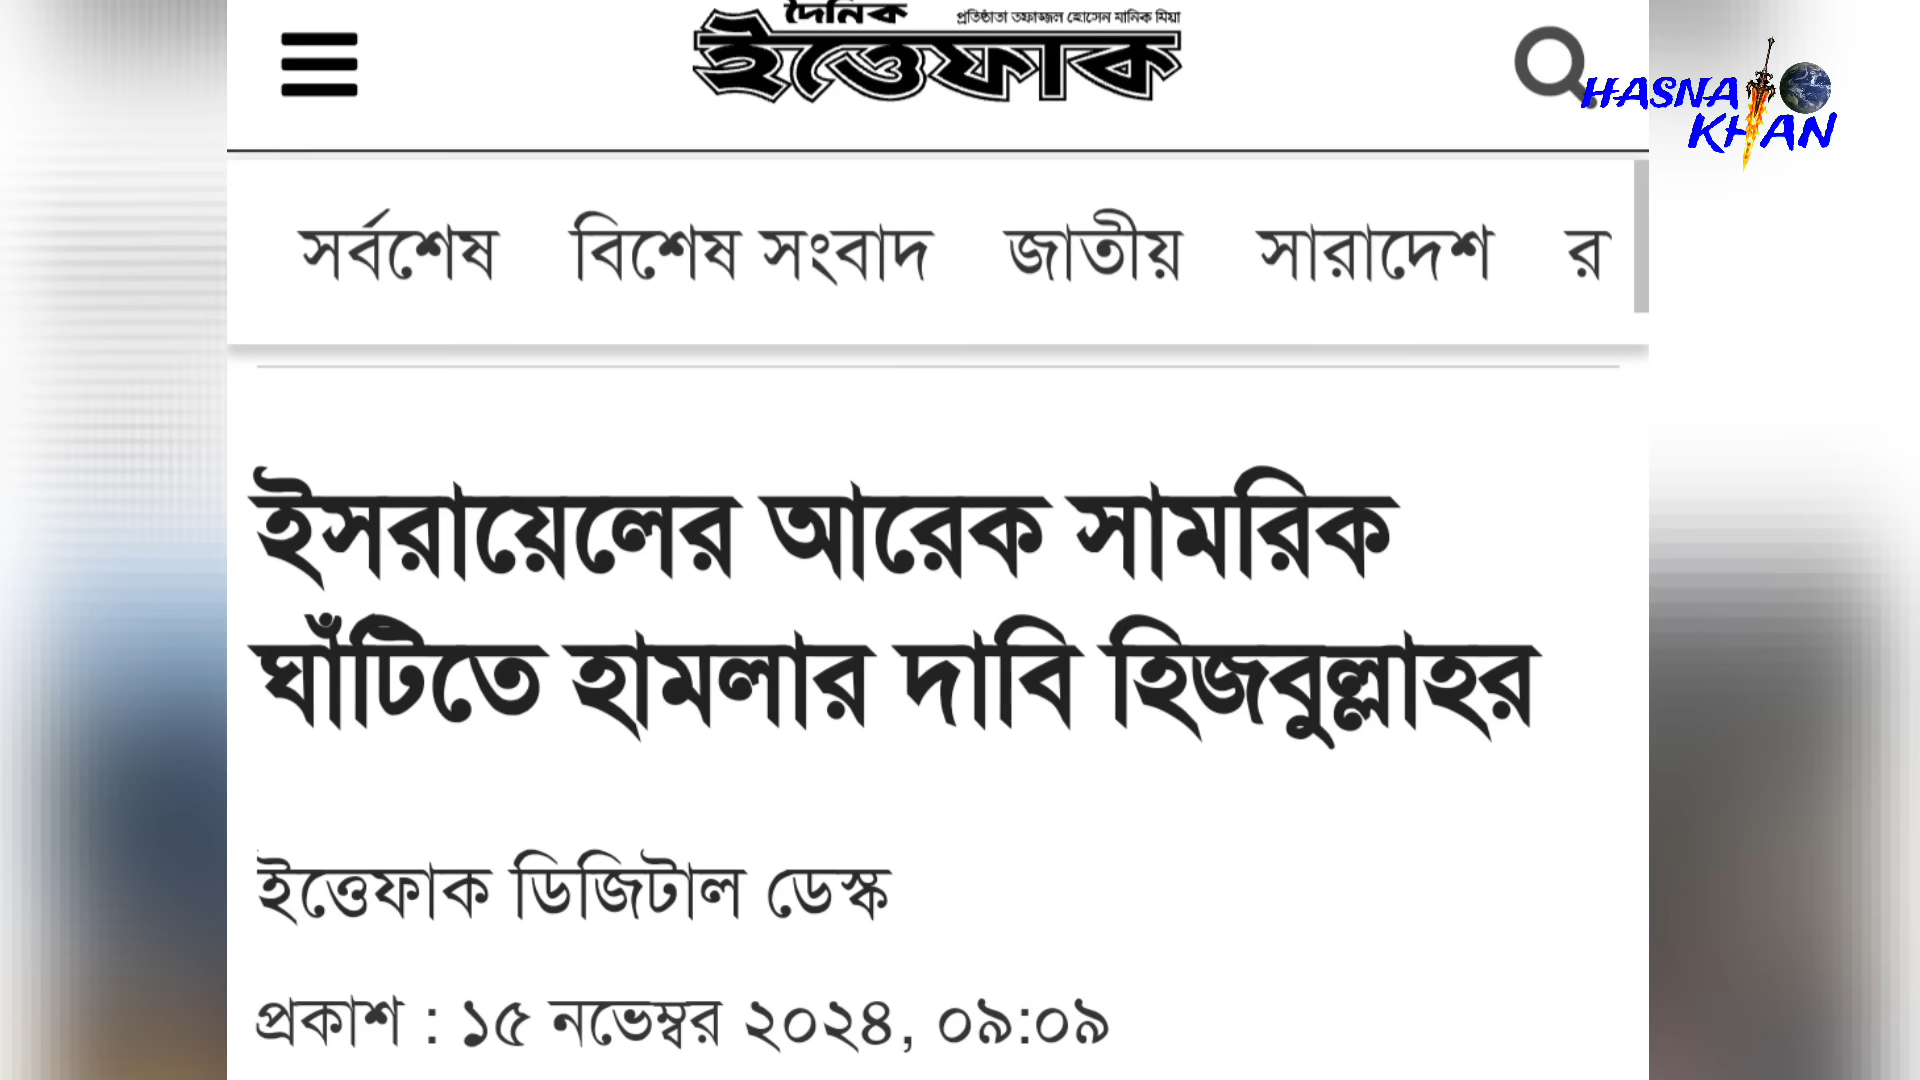 দৈনিক
প্রতিষ্ঠাতা তফাজ্জল হোসেন মানিক মিয়া
ইত্তেফাক
HASNA
KHAN
সর্বশেষ বিশেষ সংবাদ জাতীয় সারাদেশ র
ইসরায়েলের আরেক সামরিক
ঘাঁটিতে হামলার দাবি হিজবুল্লাহর
ইত্তেফাক ডিজিটাল ডেস্ক
প্রকাশ : ১৫ নভেম্বর ২০২৪, ০৯:০৯